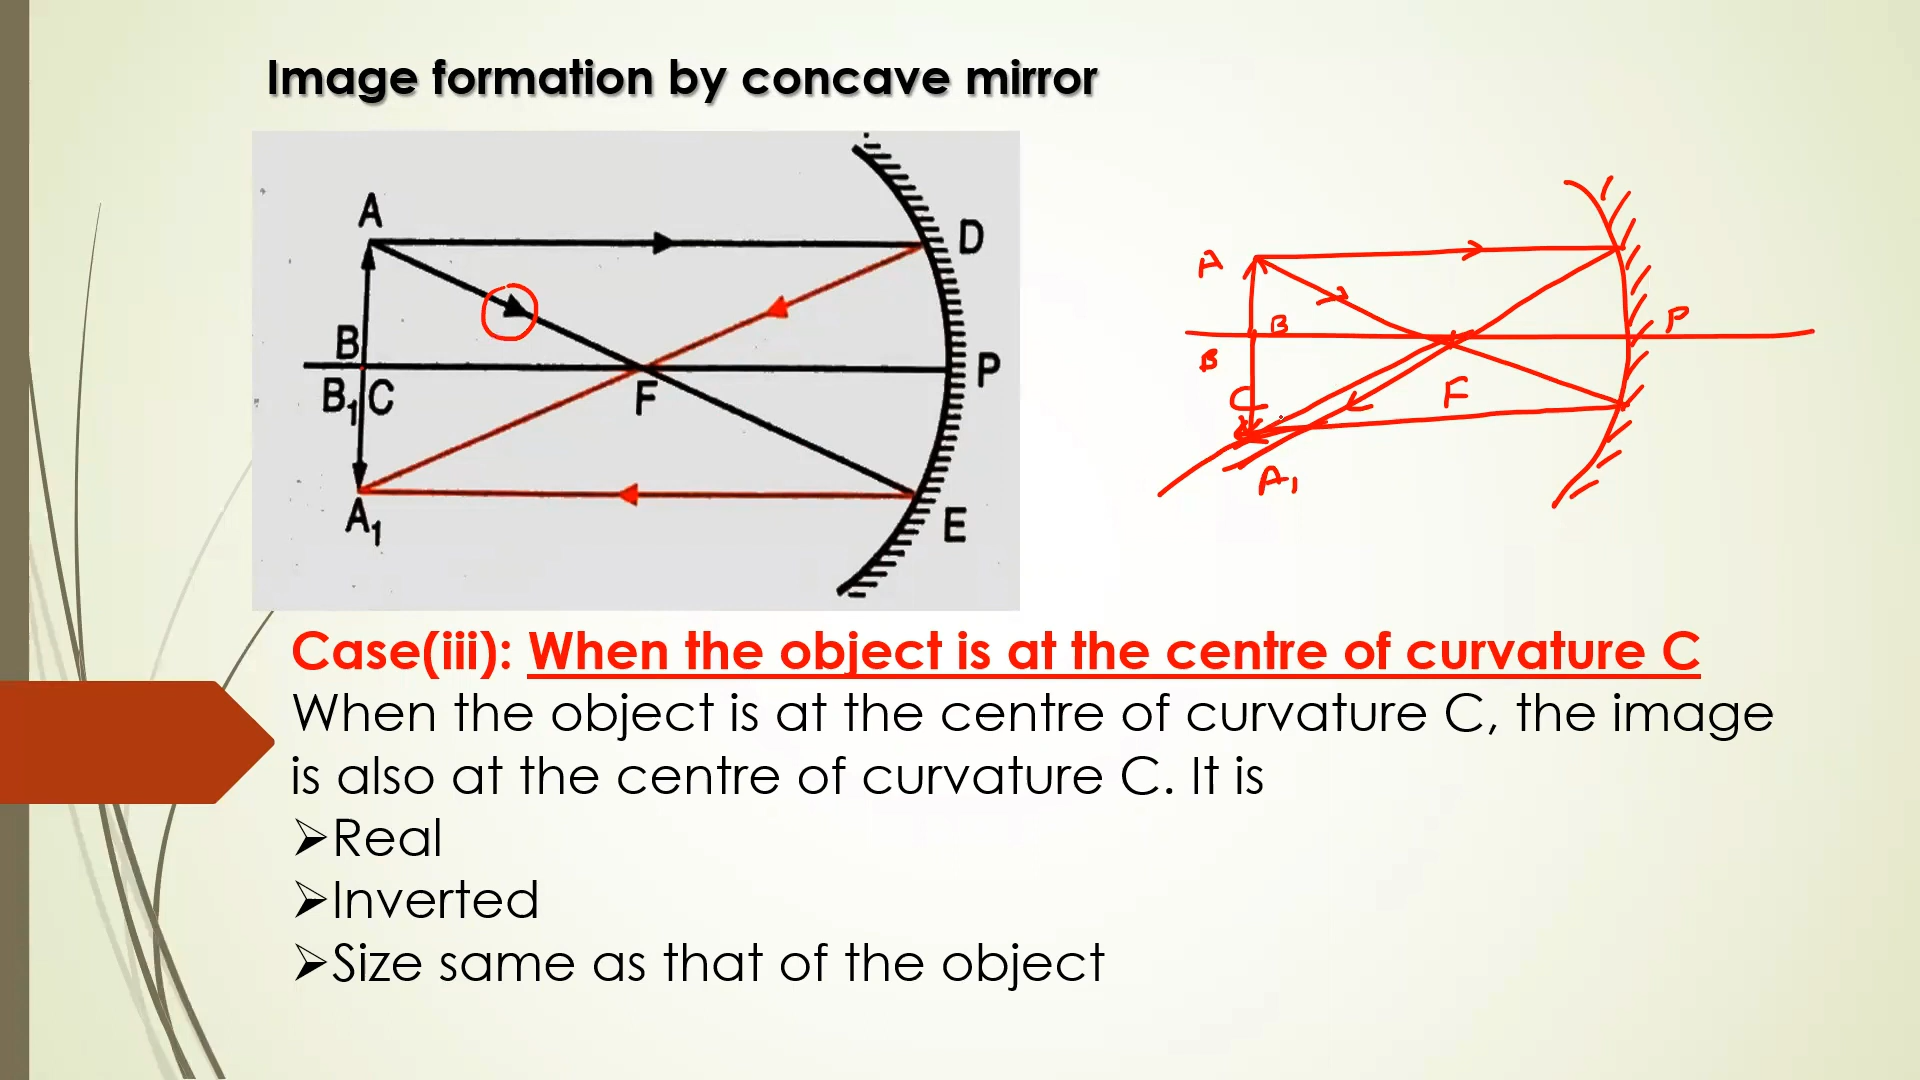 Image formation by concave mirror
A
D
B
B₁ C
F
P
A₁
E
A
B
P
B
C
F
A₁
Case(iii): When the object is at the centre of curvature C
When the object is at the centre of curvature C, the image
is also at the centre of curvature C. It is
➢Real
➢Inverted
➢Size same as that of the object